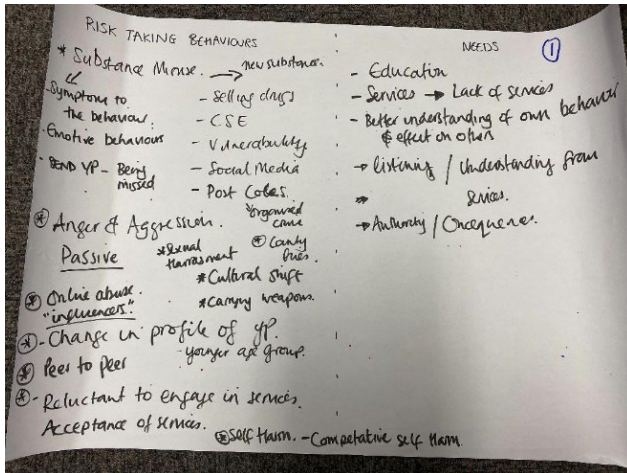 RISK TAKING BEHAVIOURS
* Substance Misuse. → new substances.
Symptom to
the behaviour.
- Emotive behaviours
- SEND YP - Being
missed
- Selling drugs
- CSE
- Vulnerability
- Social Media
- Post Codes.
* organised
crime
* Anger & Aggression.
Passive
* Sexual
Harrasment
* County
lines
* Cultural shift
* Carrying weapons.
* Online abuse.
"influencers"
* - Change in profile of YP.
- younger age group.
* Peer to peer
* - Reluctant to engage in services.
Acceptance of services.
* Self Harm. - Competative self Harm.
NEEDS
1
- Education
- Services → Lack of services
- Better understanding of own behaviour
& effect on others
→ listening / Understanding from
services.
→ Authority / Consequences.